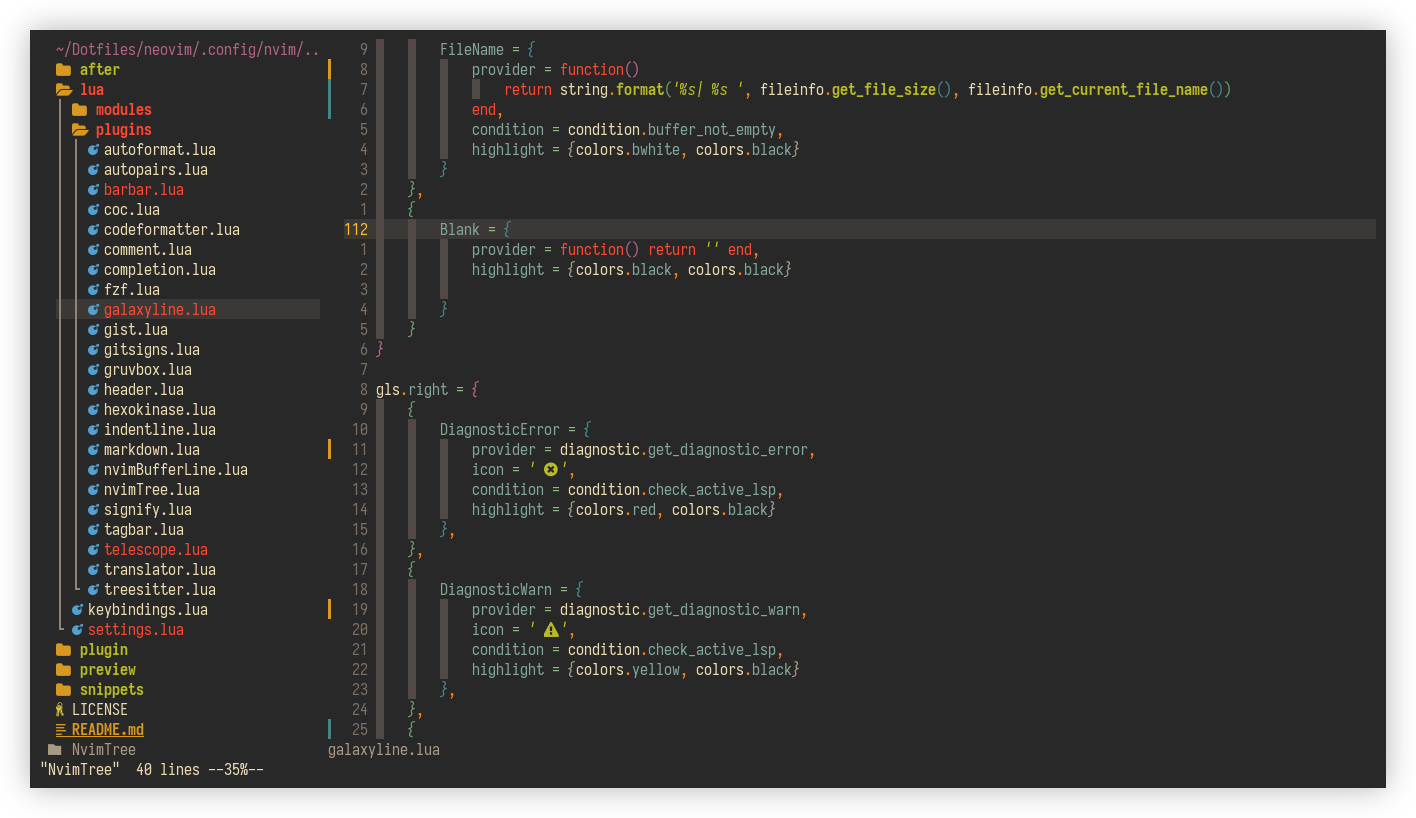 ~/Dotfiles/neovim/.config/nvim/..
after
lua
modules
plugins
autoformat.lua
autopairs.lua
barbar.lua
coc.lua
codeformatter.lua
comment.lua
completion.lua
fzf.lua
galaxyline.lua
gist.lua
gitsigns.lua
gruvbox.lua
header.lua
hexokinase.lua
indentline.lua
markdown.lua
nvimBufferLine.lua
nvimTree.lua
signify.lua
tagbar.lua
telescope.lua
translator.lua
treesitter.lua
keybindings.lua
settings.lua
plugin
preview
snippets
LICENSE
README.md
NvimTree
9 FileName = {
8 provider = function()
7 return string.format('%s| %s ', fileinfo.get_file_size(), fileinfo.get_current_file_name())
6 end,
5 condition = condition.buffer_not_empty,
4 highlight = {colors.bwhite, colors.black}
3 }
2 },
1 {
112 Blank = {
1 provider = function() return '' end,
2 highlight = {colors.black, colors.black}
3
4 }
5 }
6 }
7
8 gls.right = {
9 {
10 DiagnosticError = {
11 provider = diagnostic.get_diagnostic_error,
12 icon = '  ',
13 condition = condition.check_active_lsp,
14 highlight = {colors.red, colors.black}
15 },
16 },
17 {
18 DiagnosticWarn = {
19 provider = diagnostic.get_diagnostic_warn,
20 icon = '  ',
21 condition = condition.check_active_lsp,
22 highlight = {colors.yellow, colors.black}
23 },
24 },
25 {
galaxyline.lua
"NvimTree" 40 lines --35%--